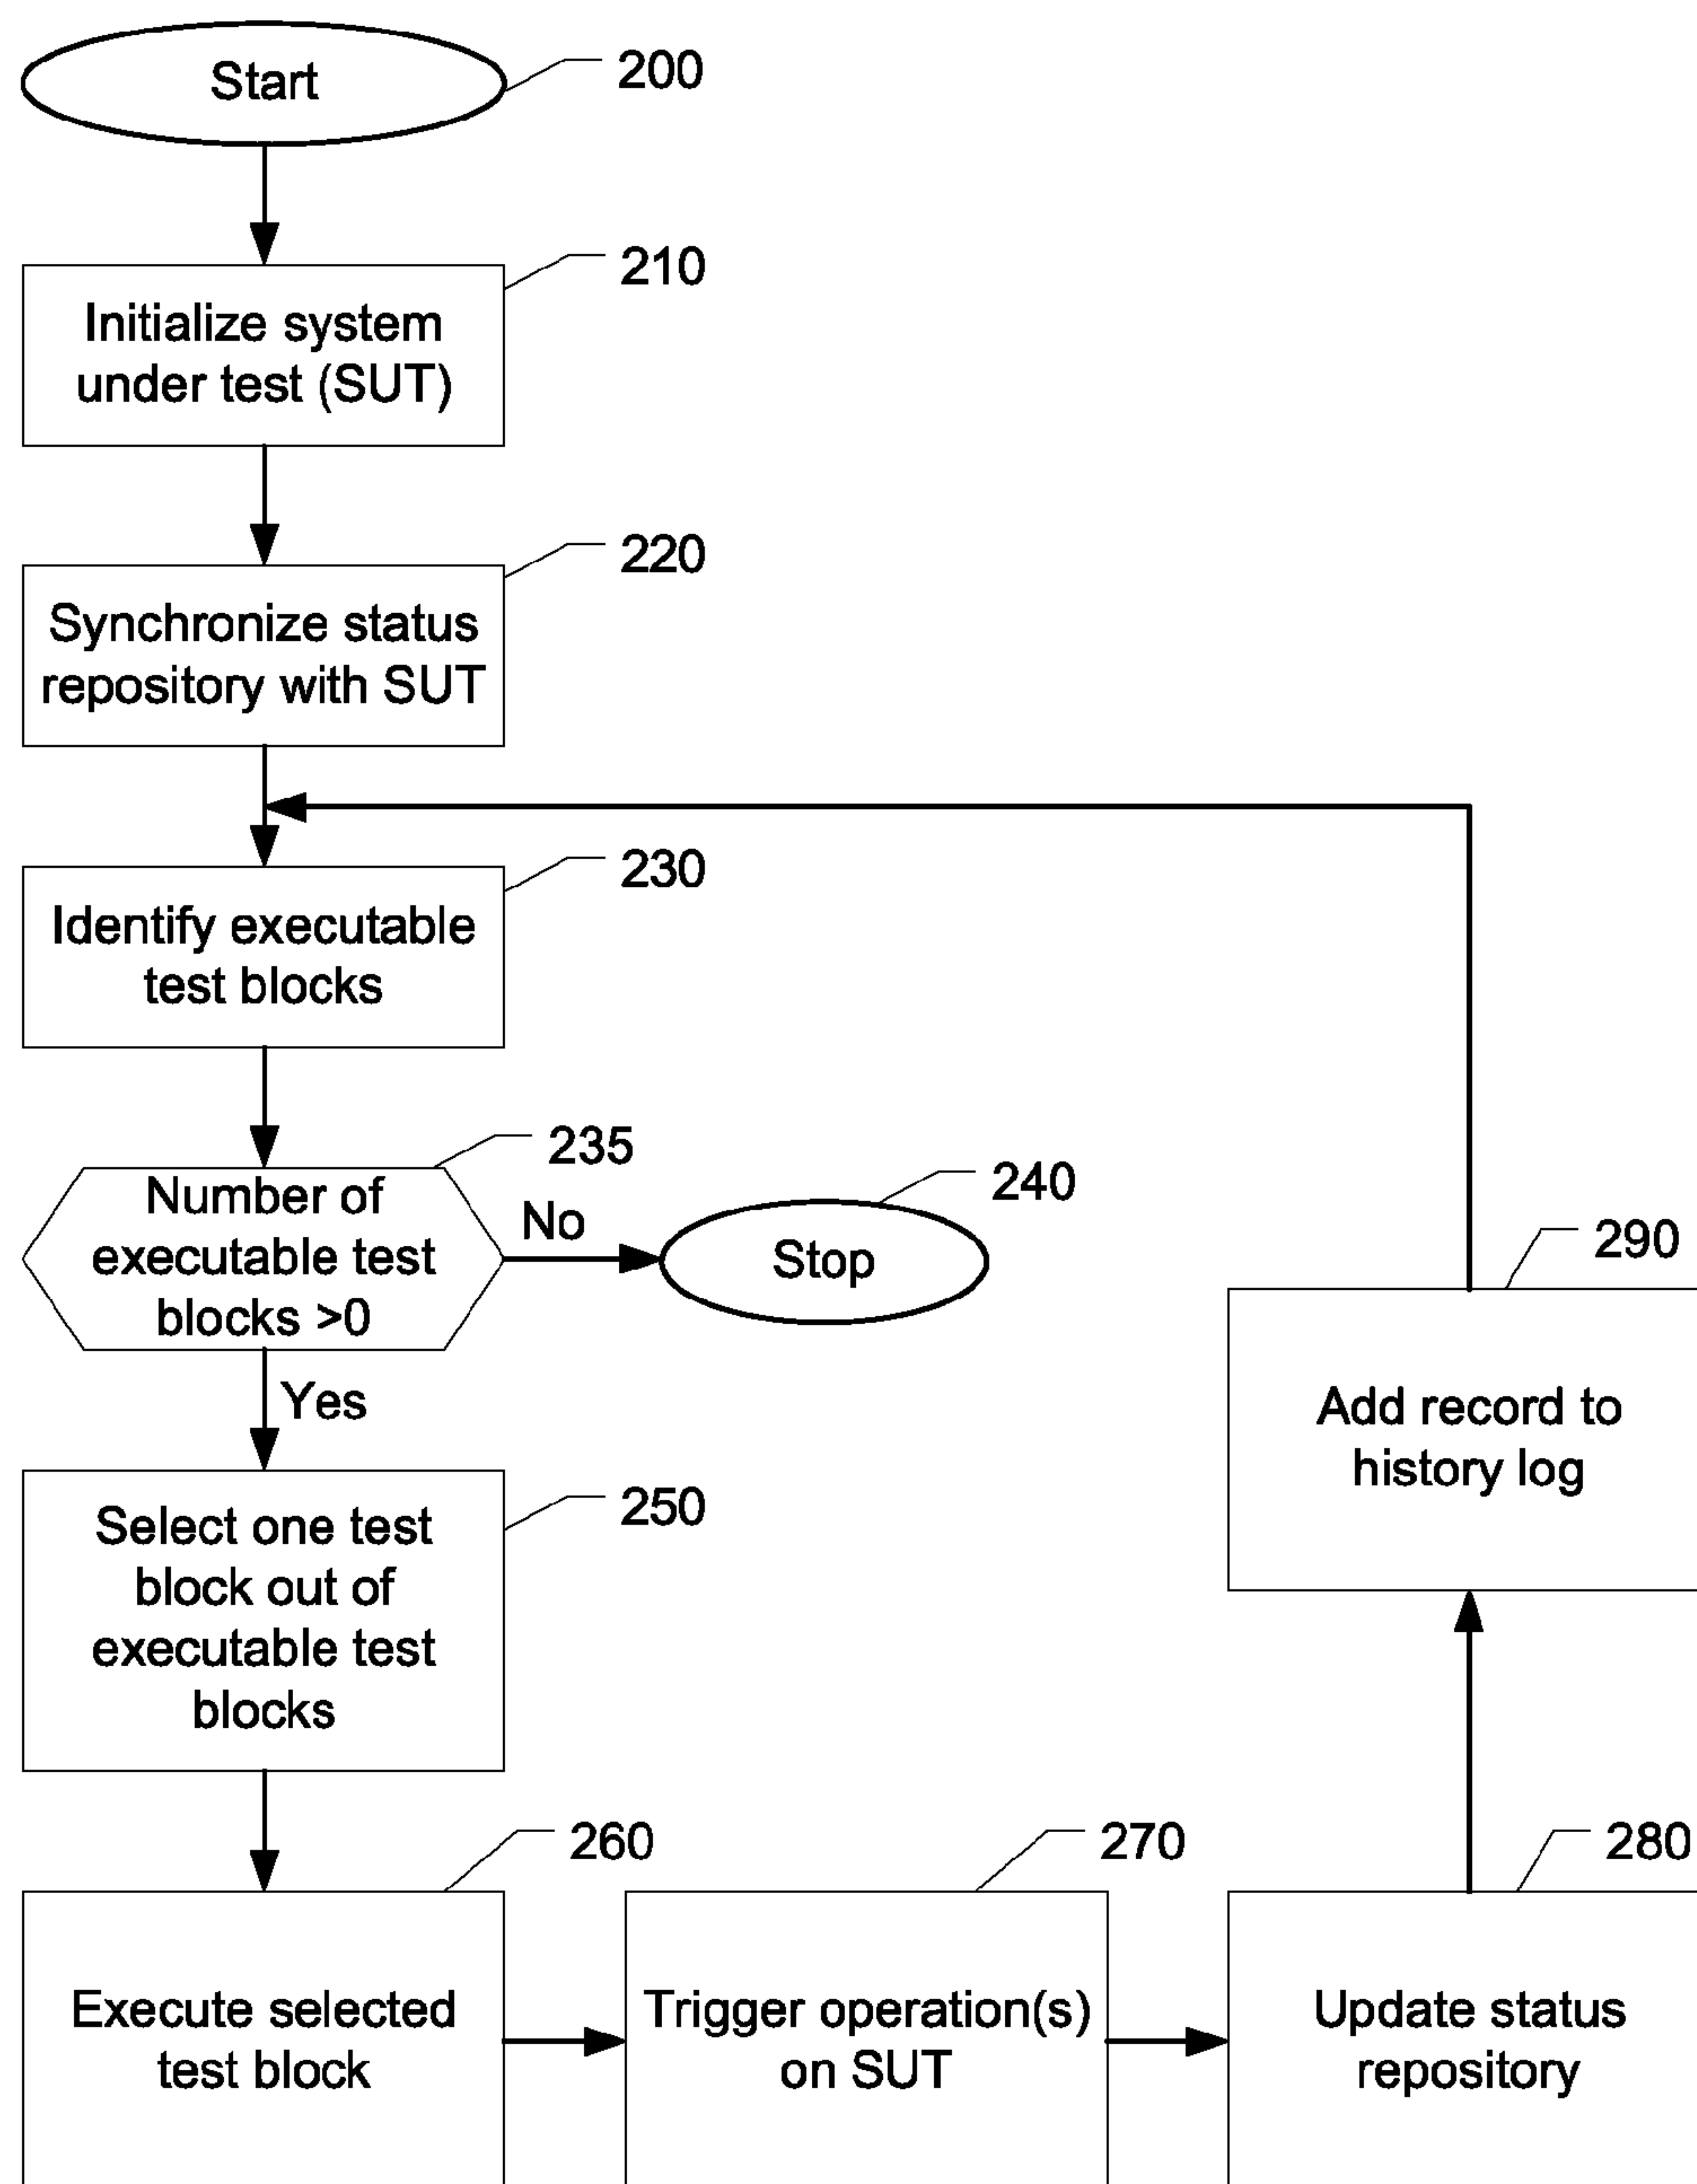 Start
200
Initialize system
under test (SUT)
210
Synchronize status
repository with SUT
220
Identify executable
test blocks
230
Number of
executable test
blocks >0
235
No
Stop
240
Yes
Select one test
block out of
executable test
blocks
250
Execute selected
test block
260
Trigger operation(s)
on SUT
270
Update status
repository
280
Add record to
history log
290